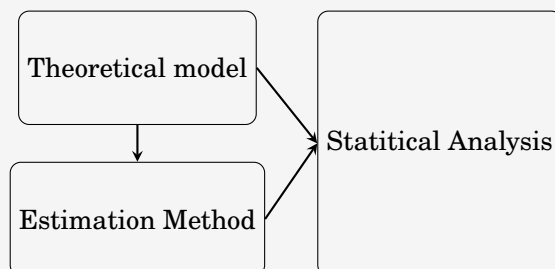 Theoretical model
Statitical Analysis
Estimation Method